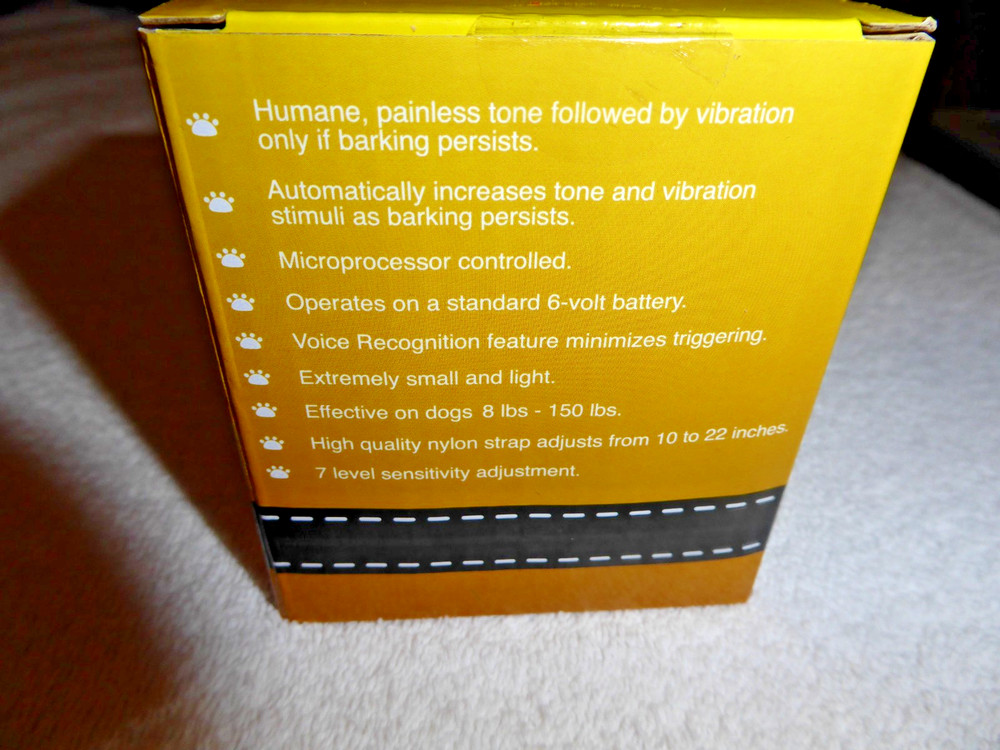 Humane, painless tone followed by vibration
only if barking persists.
Automatically increases tone and vibration
stimuli as barking persists.
Microprocessor controlled.
Operates on a standard 6-volt battery.
Voice Recognition feature minimizes triggering.
Extremely small and light.
Effective on dogs 8 lbs - 150 lbs.
High quality nylon strap adjusts from 10 to 22 inches.
7 level sensitivity adjustment.